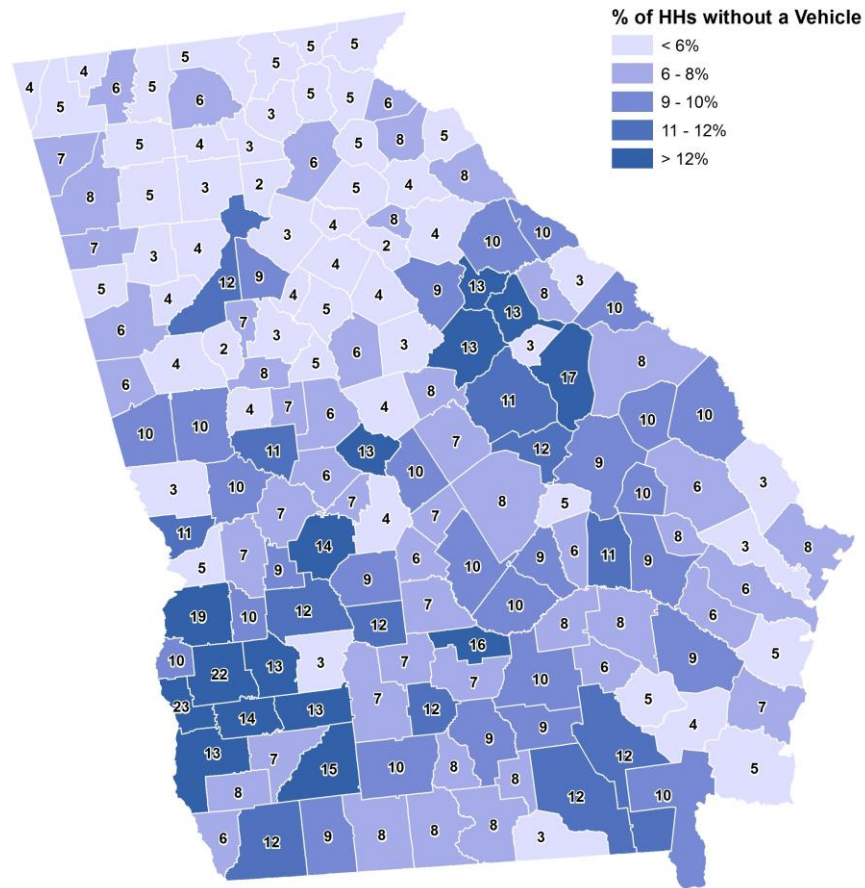 % of HHs without a Vehicle
< 6%
6 - 8%
9 - 10%
11 - 12%
> 12%
5 5
5 5 5
4 4 6 5 5 5 5
5 6 3 6
7 5 4 3 6 5 8 5
8 5 3 2 5 4 8
7 3 4 3 4 8 4 10 10
12 9 4 2
5 4 4 4 9 13 8 3
6 7 5 13 10
4 2 3 6 3 13 3 8
6 8 5 17
10 10 4 7 6 4 8 11 10 10
11 13 7 12
3 10 6 10 8 9 6 3
7 7 4 7 5 10
11 7 14 6 10 9 6 11 9 8 3 8
5 9 9
19 10 12 12 7 10 8 8 6 6
10 22 13 3 7 16 7 10 6 9 5
23 14 13 7 12 9 5 4 7
13 7 15 10 8 9 12 5
8 8 12 10
6 12 9 8 8 8 3